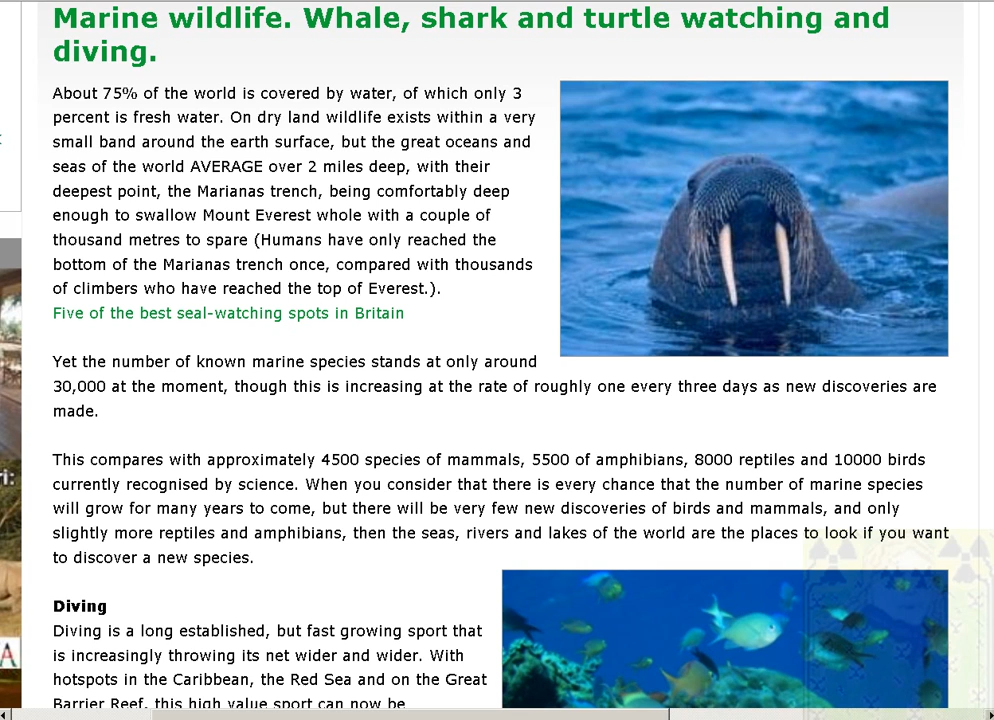 Marine wildlife. Whale, shark and turtle watching and
diving.
About 75% of the world is covered by water, of which only 3
percent is fresh water. On dry land wildlife exists within a very
small band around the earth surface, but the great oceans and
seas of the world AVERAGE over 2 miles deep, with their
deepest point, the Marianas trench, being comfortably deep
enough to swallow Mount Everest whole with a couple of
thousand metres to spare (Humans have only reached the
bottom of the Marianas trench once, compared with thousands
of climbers who have reached the top of Everest.).
Five of the best seal-watching spots in Britain
Yet the number of known marine species stands at only around
30,000 at the moment, though this is increasing at the rate of roughly one every three days as new discoveries are
made.
This compares with approximately 4500 species of mammals, 5500 of amphibians, 8000 reptiles and 10000 birds
currently recognised by science. When you consider that there is every chance that the number of marine species
will grow for many years to come, but there will be very few new discoveries of birds and mammals, and only
slightly more reptiles and amphibians, then the seas, rivers and lakes of the world are the places to look if you want
to discover a new species.
Diving
Diving is a long established, but fast growing sport that
is increasingly throwing its net wider and wider. With
hotspots in the Caribbean, the Red Sea and on the Great
Barrier Reef, this high value sport can now be